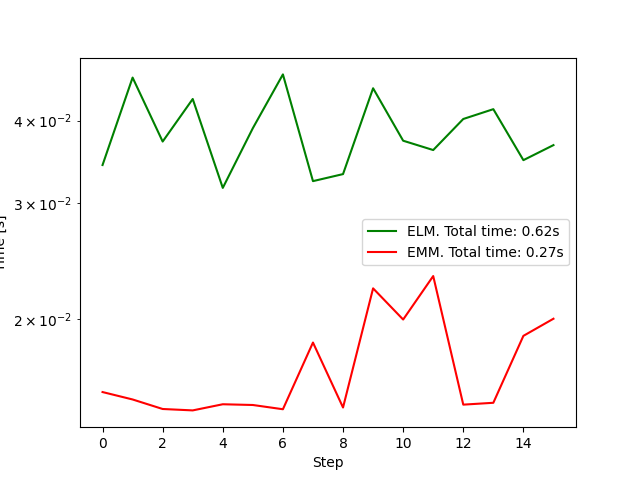 4 × 10⁻²
3 × 10⁻²
2 × 10⁻²
ELM. Total time: 0.62s
EMM. Total time: 0.27s
0 2 4 6 8 10 12 14
Step